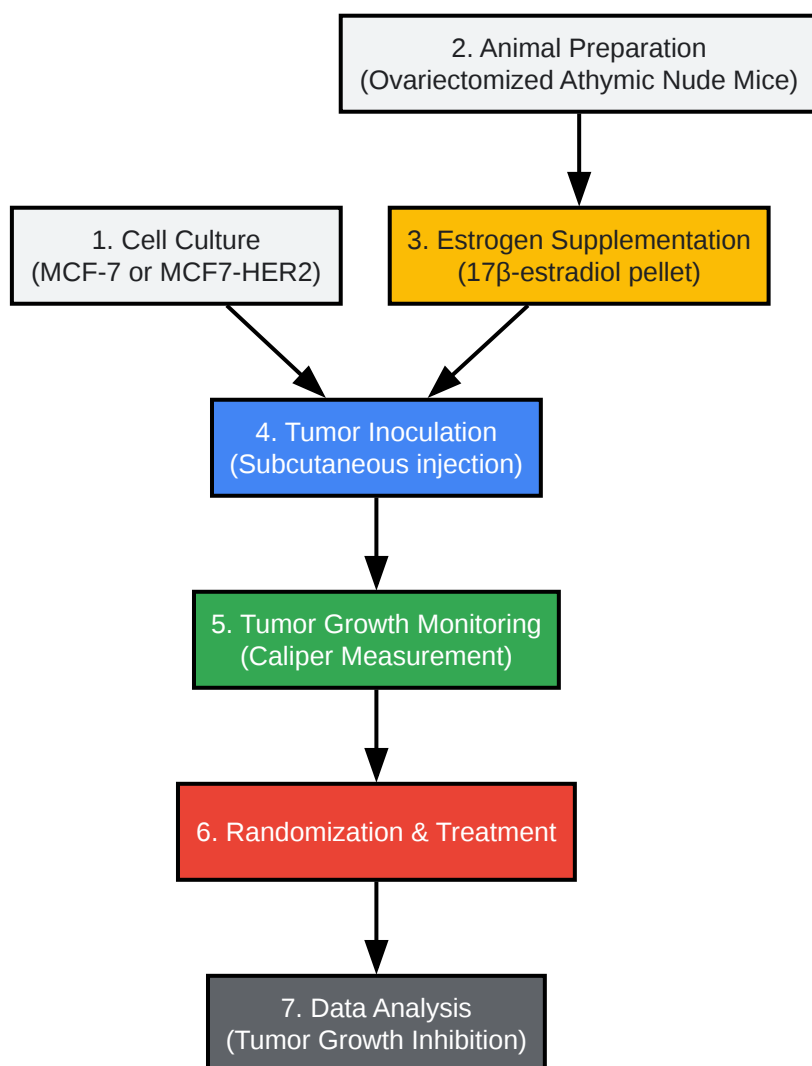 2. Animal Preparation
(Ovariectomized Athymic Nude Mice)
1. Cell Culture
(MCF-7 or MCF7-HER2)
3. Estrogen Supplementation
(17β-estradiol pellet)
4. Tumor Inoculation
(Subcutaneous injection)
5. Tumor Growth Monitoring
(Caliper Measurement)
6. Randomization & Treatment
7. Data Analysis
(Tumor Growth Inhibition)